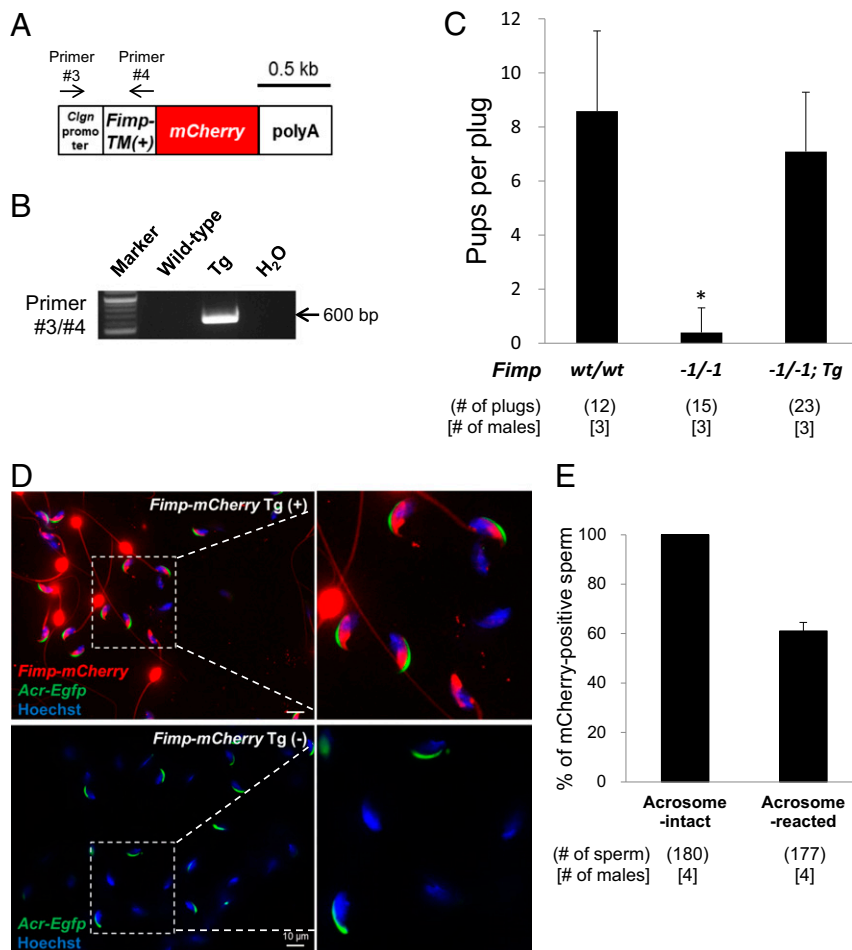 A
Primer
#3
Primer
#4
0.5 kb
Clgn
promo
ter
Fimp-
TM(+)
mCherry
polyA
B
Marker
Wild-type
Tg
H₂O
Primer
#3/#4
600 bp
C
Pups per plug
12
10
8
6
4
2
0
*
Fimp wt/wt -1/-1 -1/-1; Tg
(# of plugs) (12) (15) (23)
[# of males] [3] [3] [3]
D
Fimp-mCherry Tg (+)
Fimp-mCherry
Acr-Egfp
Hoechst
Fimp-mCherry Tg (-)
Acr-Egfp
Hoechst
10 μm
E
% of mCherry-positive sperm
100
80
60
40
20
0
Acrosome
-intact
Acrosome
-reacted
(# of sperm) (180) (177)
[# of males] [4] [4]